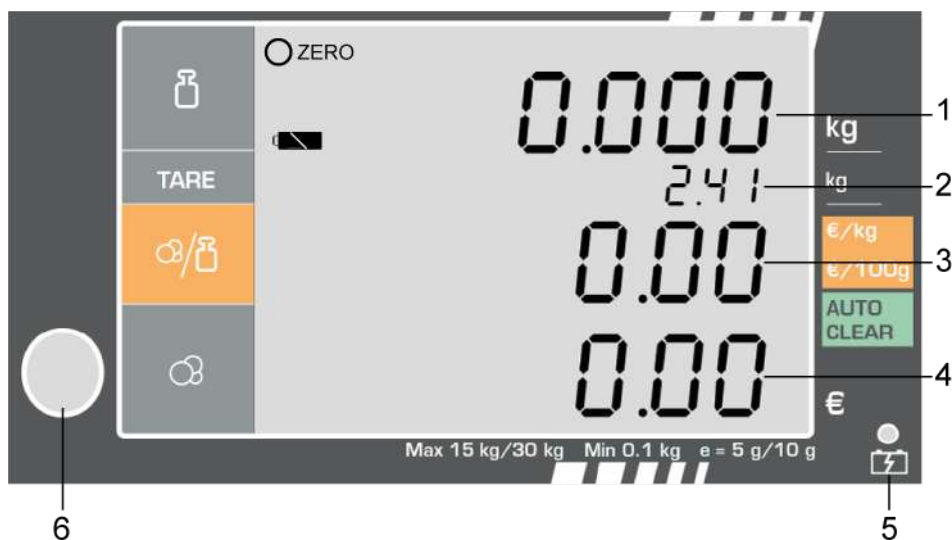 ZERO
0.000
1
kg
TARE
2.41
2
kg
0.00
3
€/kg
€/100g
AUTO
CLEAR
0.00
4
€
Max 15 kg/30 kg Min 0.1 kg e = 5 g/10 g
6
5